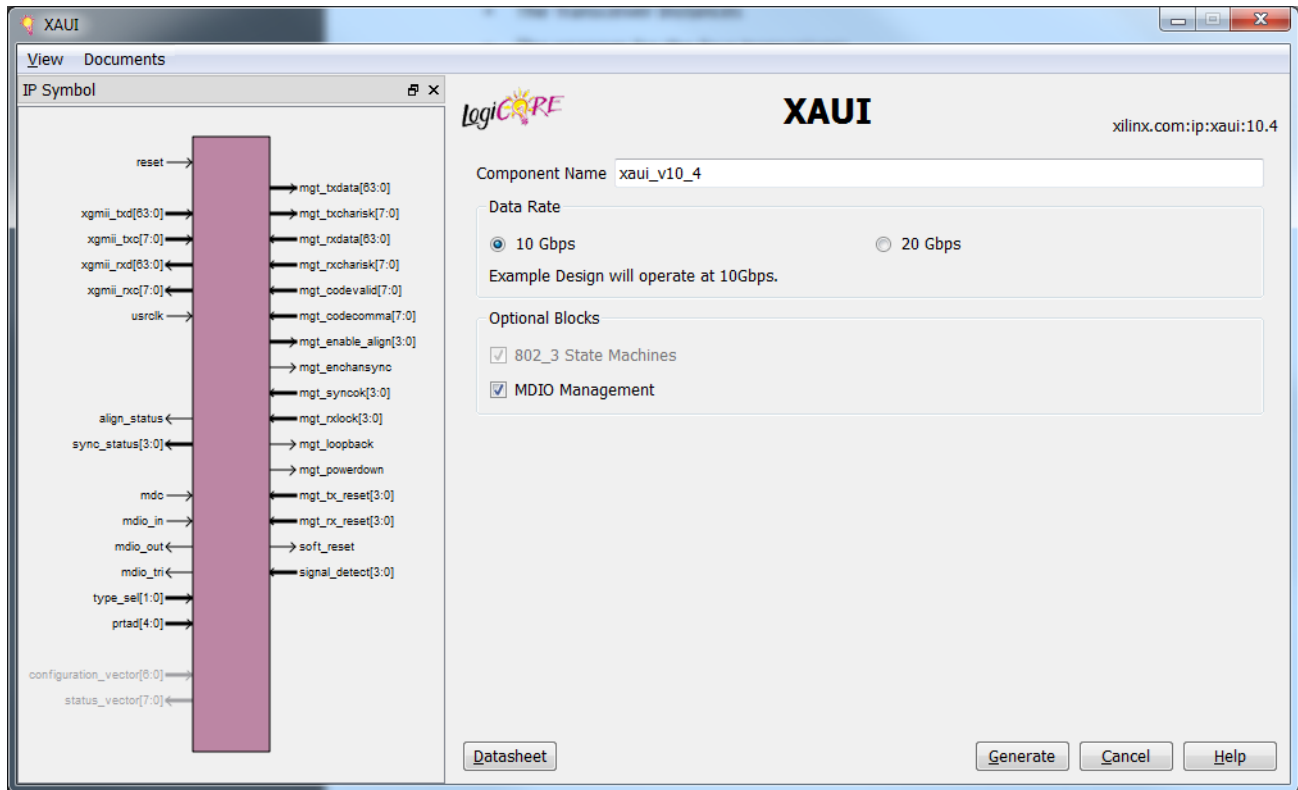 The transceiver distances
XAUI
View Documents
IP Symbol
reset
xgmii_txd[63:0]
xgmii_txc[7:0]
xgmii_rxd[63:0]
xgmii_rxc[7:0]
usrclk
align_status
sync_status[3:0]
mdc
mdio_in
mdio_out
mdio_tri
type_sel[1:0]
prtad[4:0]
configuration_vector[6:0]
status_vector[7:0]
mgt_txdata[63:0]
mgt_txcharisk[7:0]
mgt_rxdata[63:0]
mgt_rxcharisk[7:0]
mgt_codevalid[7:0]
mgt_codecomma[7:0]
mgt_enable_align[3:0]
mgt_enchansync
mgt_syncok[3:0]
mgt_rxlock[3:0]
mgt_loopback
mgt_powerdown
mgt_tx_reset[3:0]
mgt_rx_reset[3:0]
soft_reset
signal_detect[3:0]
LogiCORE
XAUI
xilinx.com:ip:xaui:10.4
Component Name xaui_v10_4
Data Rate
10 Gbps 20 Gbps
Example Design will operate at 10Gbps.
Optional Blocks
802_3 State Machines
MDIO Management
Datasheet Generate Cancel Help